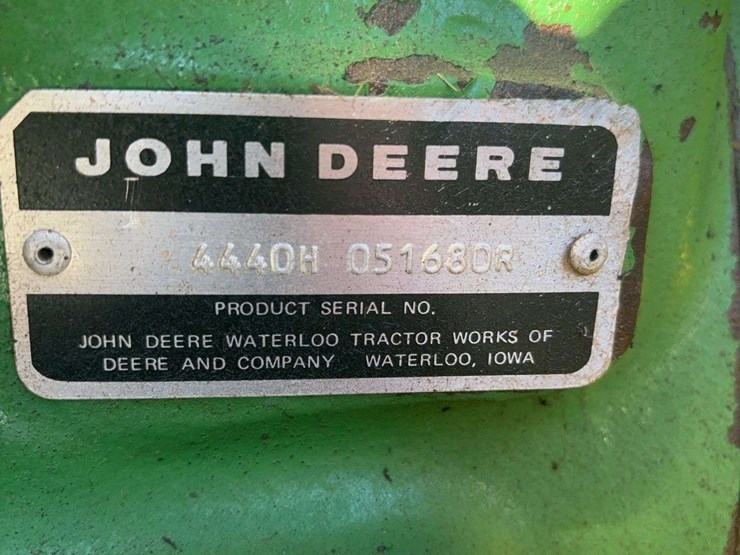 JOHN DEERE
4440H 051680R
PRODUCT SERIAL NO.
JOHN DEERE WATERLOO TRACTOR WORKS OF
DEERE AND COMPANY WATERLOO, IOWA